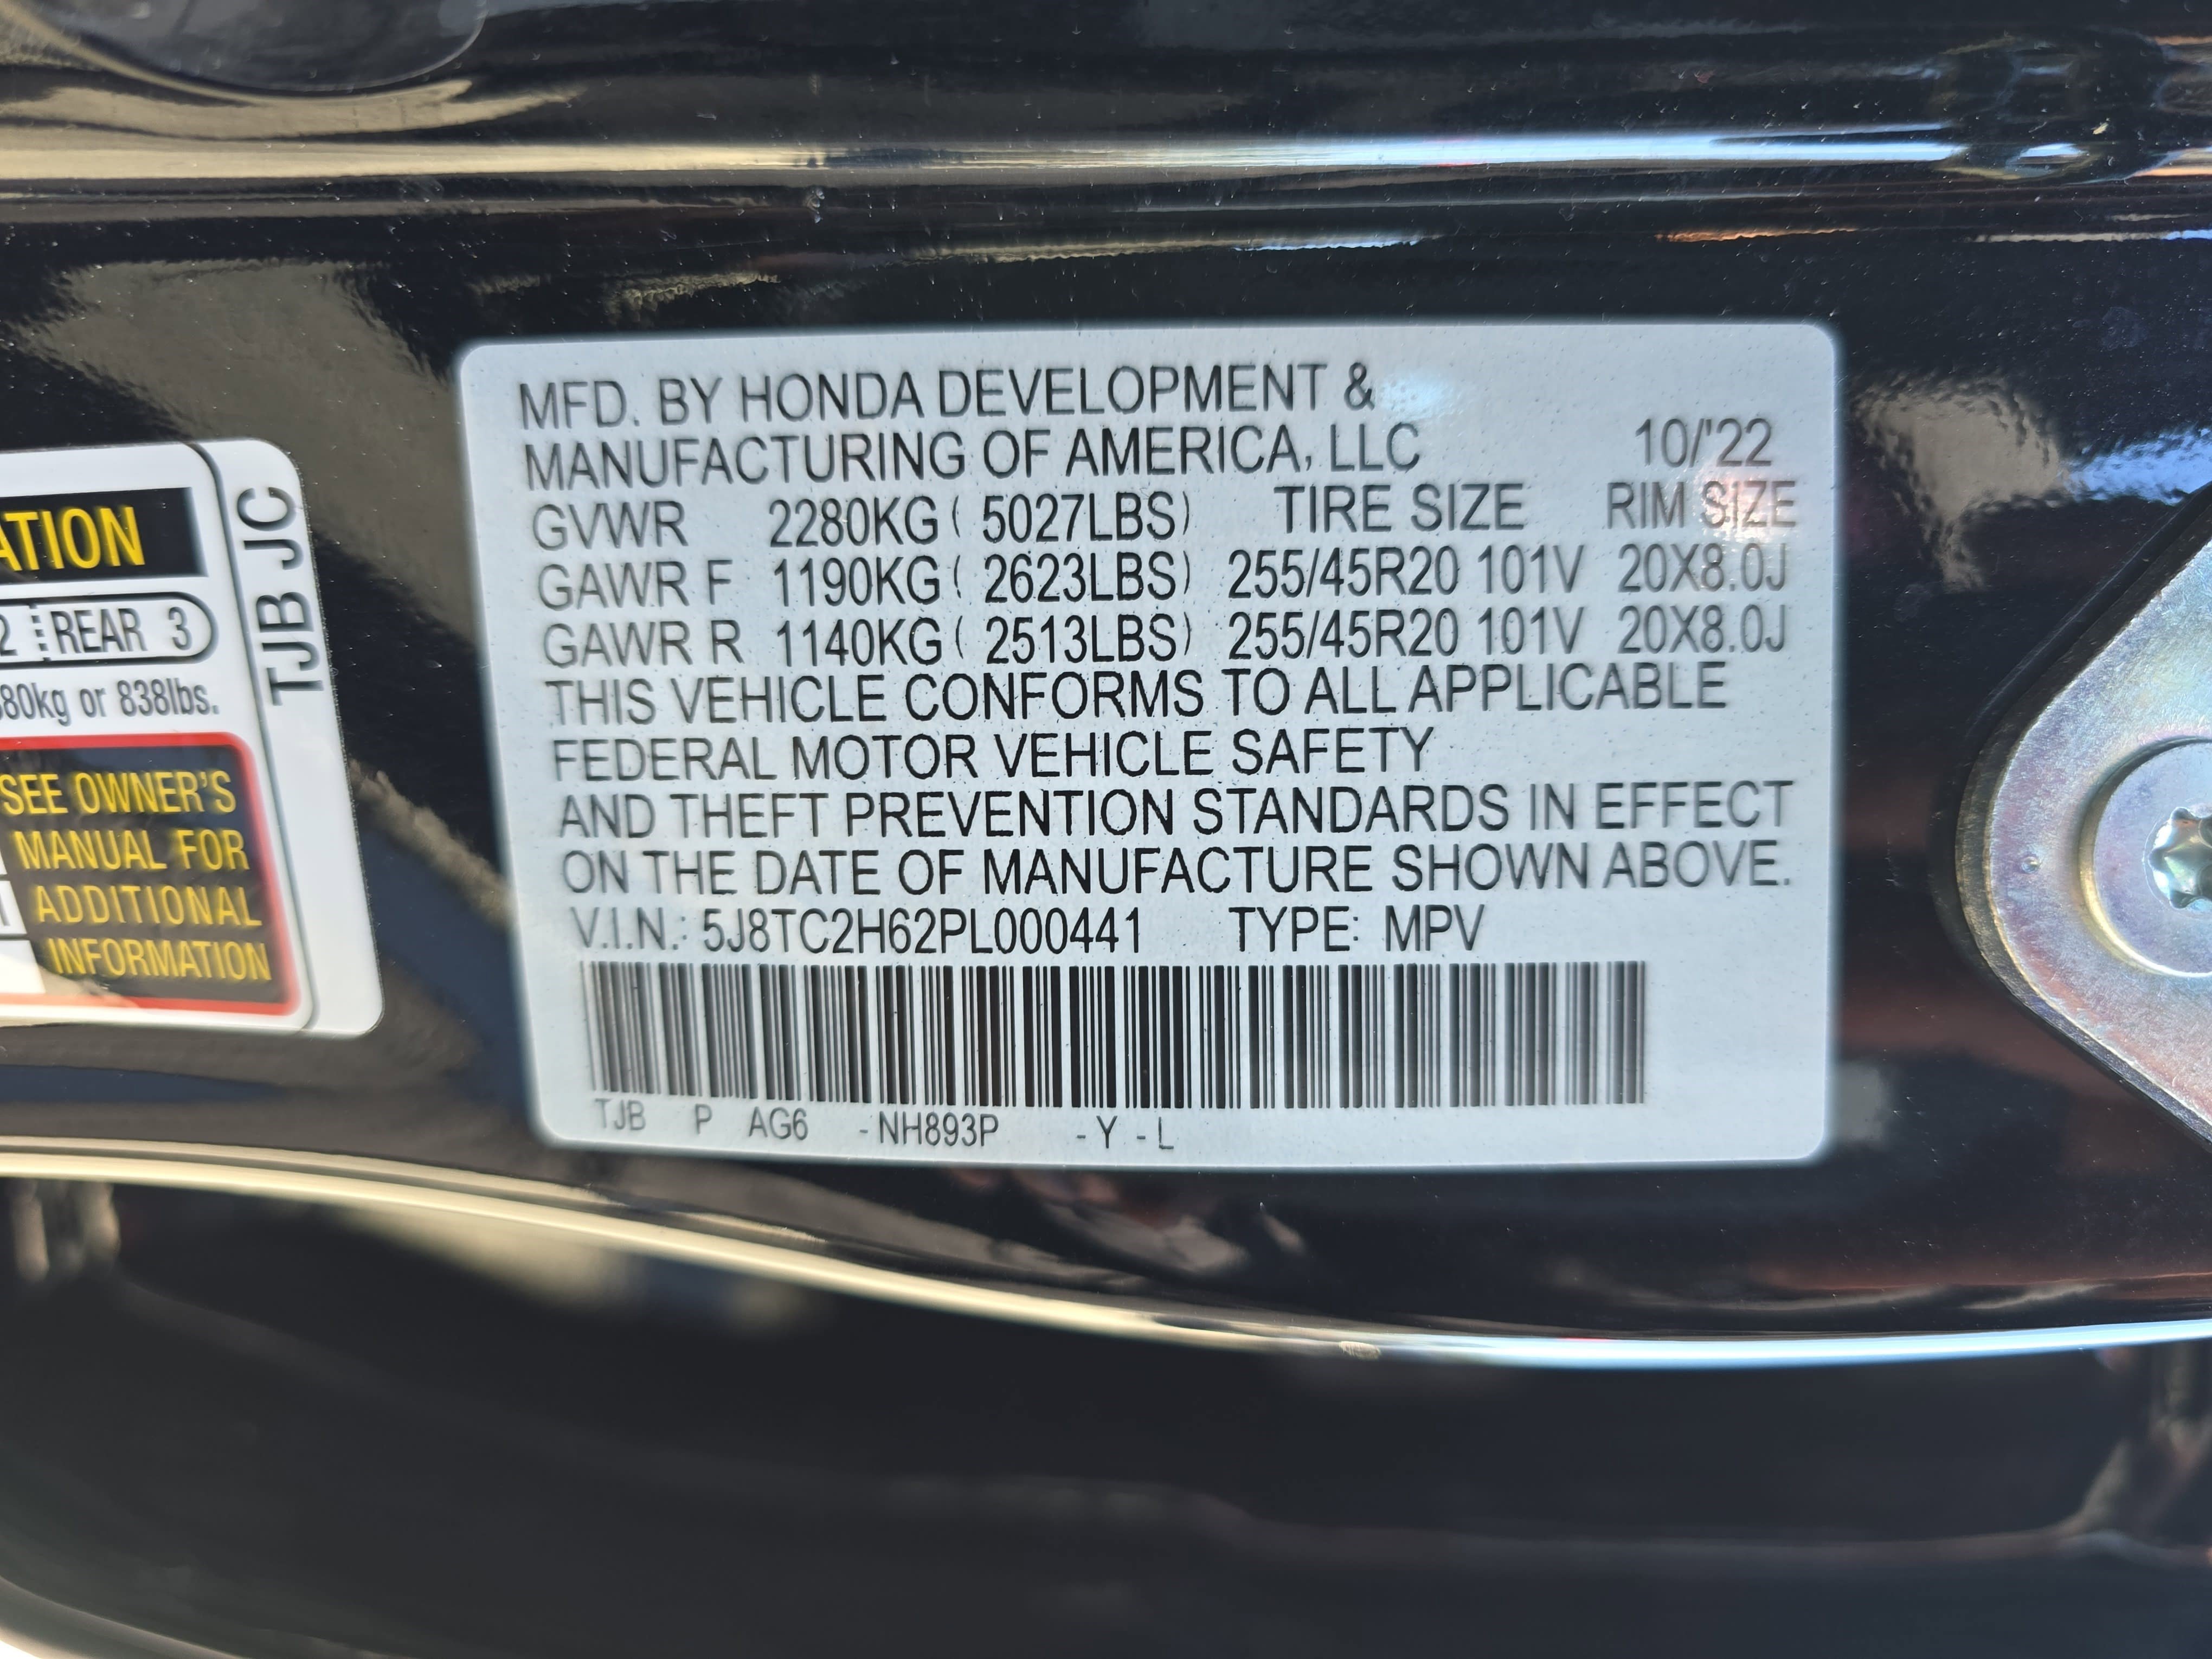 MFD. BY HONDA DEVELOPMENT &
MANUFACTURING OF AMERICA, LLC 10/'22
GVWR 2280KG ( 5027LBS) TIRE SIZE RIM SIZE
GAWR F 1190KG ( 2623LBS) 255/45R20 101V 20X8.0J
GAWR R 1140KG ( 2513LBS) 255/45R20 101V 20X8.0J
THIS VEHICLE CONFORMS TO ALL APPLICABLE
FEDERAL MOTOR VEHICLE SAFETY
AND THEFT PREVENTION STANDARDS IN EFFECT
ON THE DATE OF MANUFACTURE SHOWN ABOVE.
V.I.N.: 5J8TC2H62PL000441 TYPE: MPV
TJB P AG6 -NH893P -Y -L
ATION
2 REAR 3
80kg or 838lbs.
SEE OWNER'S
MANUAL FOR
ADDITIONAL
INFORMATION
TJB JC